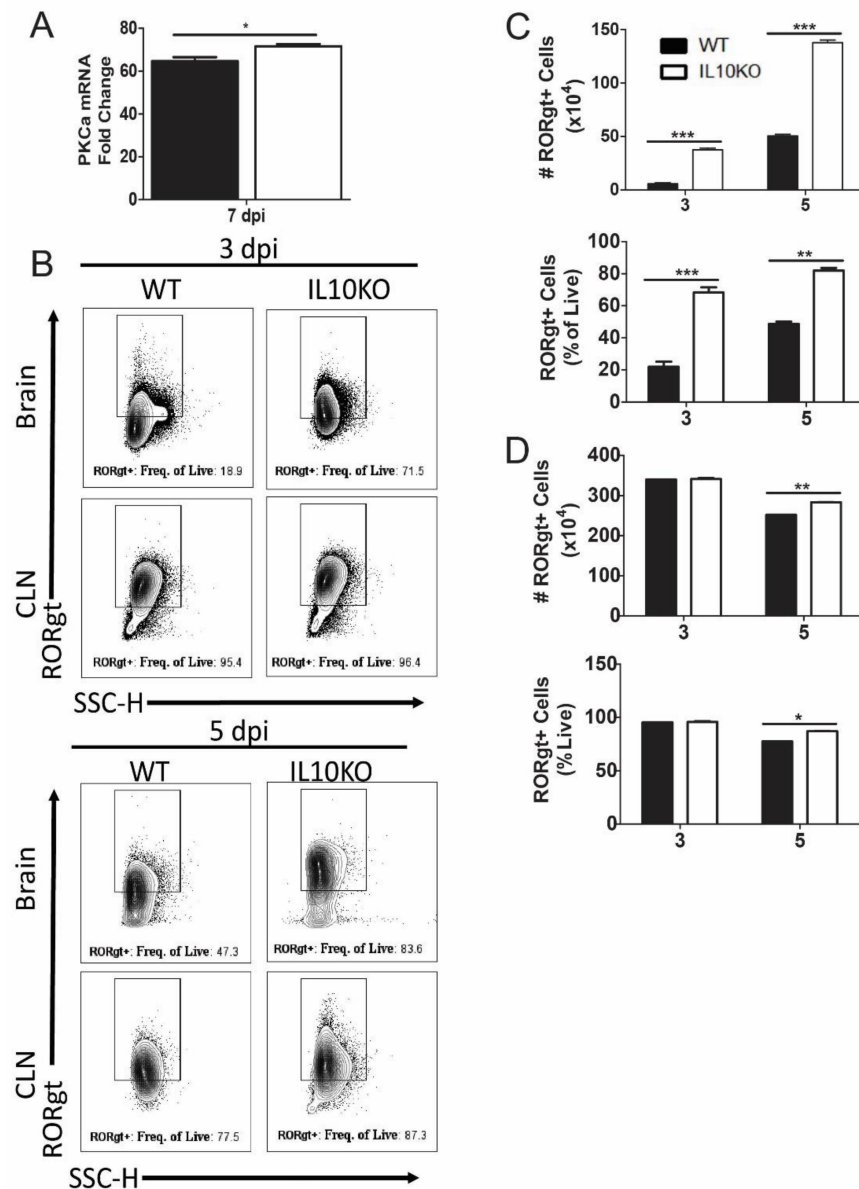 A
PKCa mRNA
Fold Change
80
60
40
20
0
*
7 dpi
B
3 dpi
WT
IL10KO
Brain
RORgt+: Freq. of Live: 18.9
RORgt+: Freq. of Live: 71.5
CLN
RORgt
RORgt+: Freq. of Live: 95.4
RORgt+: Freq. of Live: 96.4
SSC-H
5 dpi
WT
IL10KO
Brain
RORgt+: Freq. of Live: 47.3
RORgt+: Freq. of Live: 83.6
CLN
RORgt
RORgt+: Freq. of Live: 77.5
RORgt+: Freq. of Live: 87.3
SSC-H
C
# RORgt+ Cells
(x10⁴)
150
100
50
0
WT
IL10KO
***
***
3
5
RORgt+ Cells
(% of Live)
100
80
60
40
20
0
***
**
3
5
D
# RORgt+ Cells
(x10⁴)
400
300
200
100
0
**
3
5
RORgt+ Cells
(% Live)
150
100
50
0
*
3
5